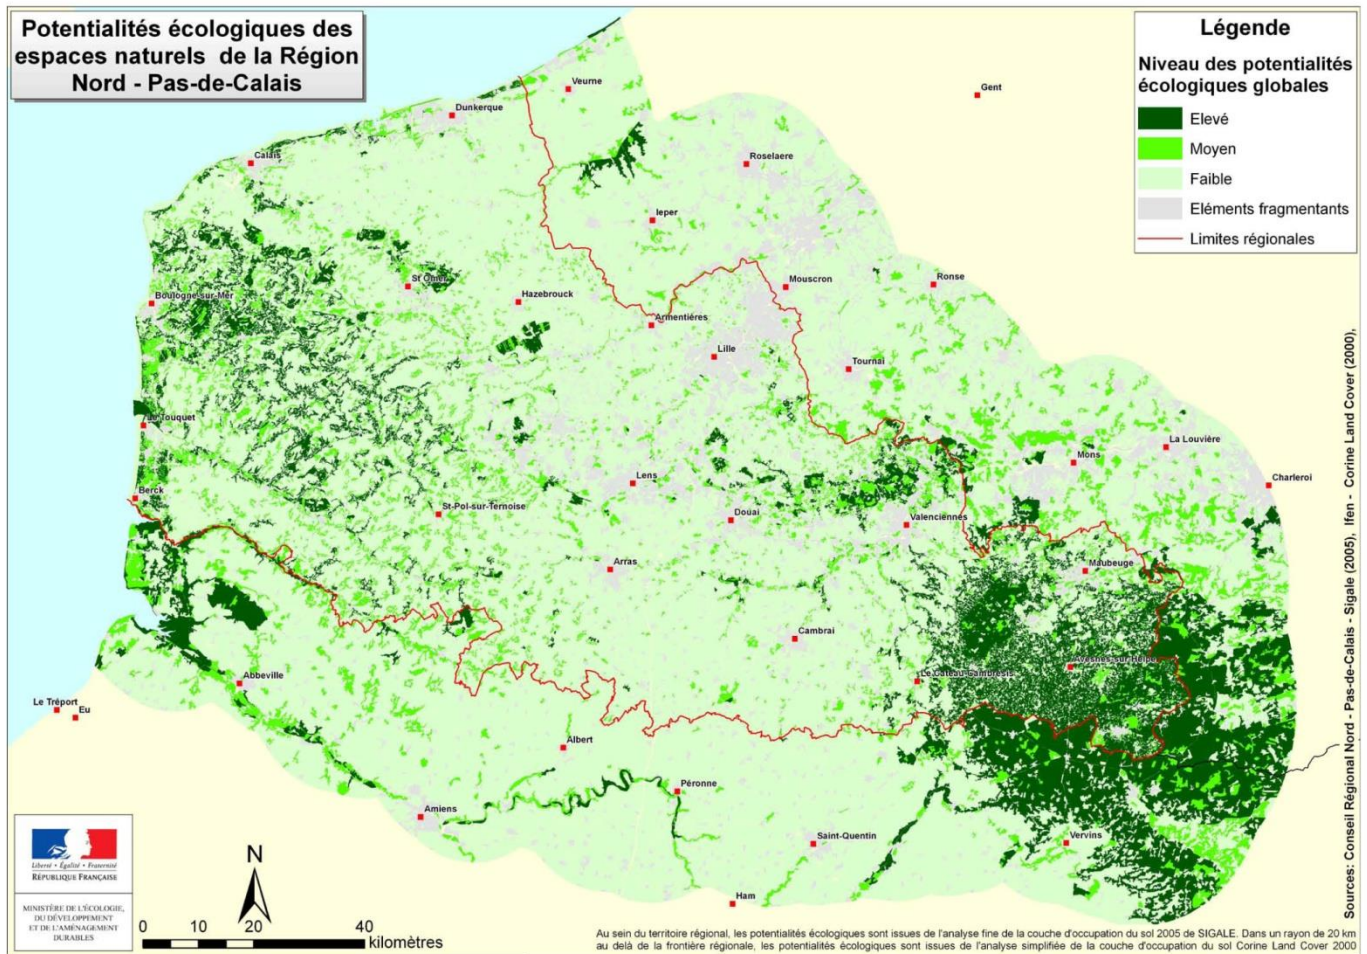 Potentialités écologiques des
espaces naturels de la Région
Nord - Pas-de-Calais
Légende
Niveau des potentialités
écologiques globales
Elevé
Moyen
Faible
Eléments fragmentants
Limites régionales
Veurne
Gent
Dunkerque
Calais
Roselaere
Ieper
St Omer
Mouscron
Ronse
Boulogne-sur-Mer
Hazebrouck
Armentiéres
Lille
Tournai
Le Touquet
La Louvière
Mons
Lens
Charleroi
Berck
St-Pol-sur-Ternoise
Douai
Valenciennes
Arras
Maubeuge
Cambrai
Avesnes-sur-Helpe
Abbeville
Le Cateau-Cambrésis
Le Tréport
Eu
Albert
Péronne
Amiens
Saint-Quentin
Vervins
Ham
Liberté • Égalité • Fraternité
RÉPUBLIQUE FRANÇAISE
MINISTÈRE DE L'ÉCOLOGIE,
DU DÉVELOPPEMENT
ET DE L'AMÉNAGEMENT
DURABLES
N
0 10 20 40
kilomètres
Au sein du territoire régional, les potentialités écologiques sont issues de l'analyse fine de la couche d'occupation du sol 2005 de SIGALE. Dans un rayon de 20 km
au delà de la frontière régionale, les potentialités écologiques sont issues de l'analyse simplifiée de la couche d'occupation du sol Corine Land Cover 2000
Sources: Conseil Régional Nord - Pas-de-Calais - Sigale (2005), Ifen - Corine Land Cover (2000),